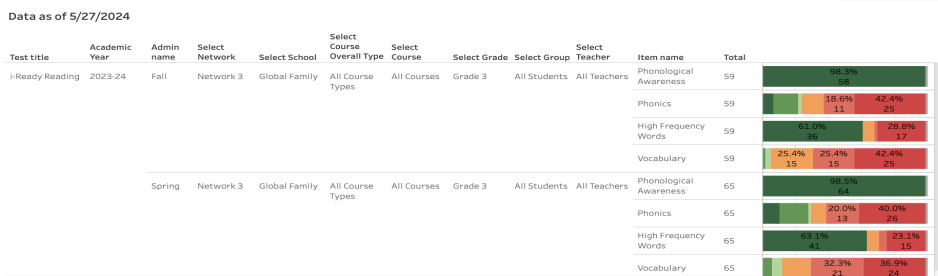 Data as of 5/27/2024
Test title Academic Year Admin name Select Network Select School Select Course Overall Type Select Course Select Grade Select Group Select Teacher Item name Total
i-Ready Reading 2023-24 Fall Network 3 Global Family All Course Types All Courses Grade 3 All Students All Teachers Phonological Awareness 59 98.3% 58
Phonics 59 18.6% 11 42.4% 25
High Frequency Words 59 61.0% 36 28.8% 17
Vocabulary 59 25.4% 15 25.4% 15 42.4% 25
Spring Network 3 Global Family All Course Types All Courses Grade 3 All Students All Teachers Phonological Awareness 65 98.5% 64
Phonics 65 20.0% 13 40.0% 26
High Frequency Words 65 63.1% 41 23.1% 15
Vocabulary 65 32.3% 21 36.9% 24